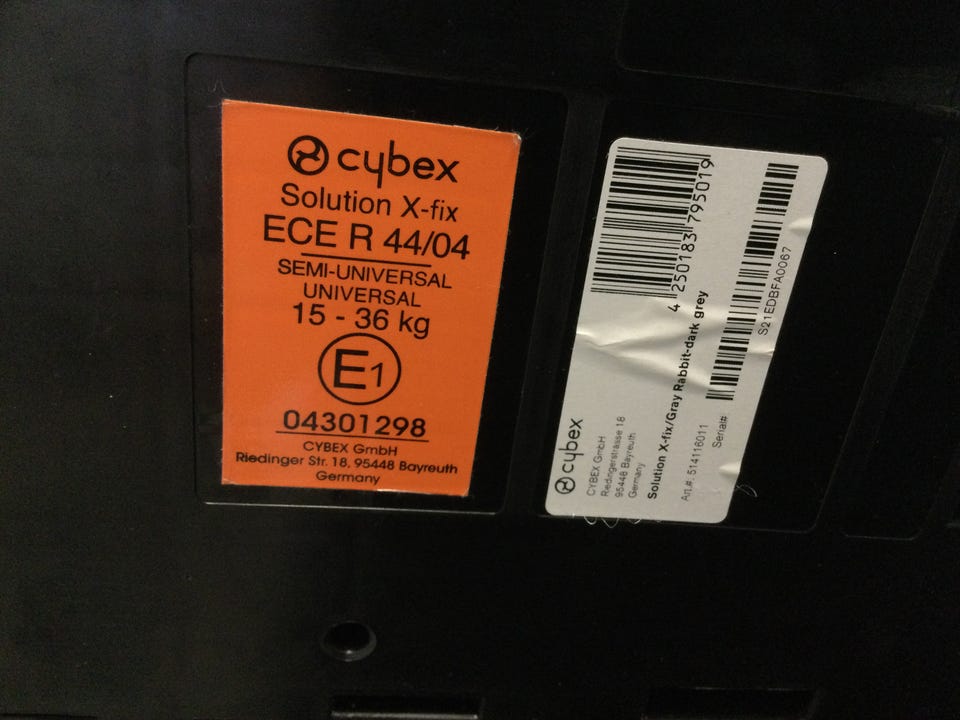 cybex
Solution X-fix
ECE R 44/04
SEMI-UNIVERSAL
UNIVERSAL
15 - 36 kg
E1
04301298
CYBEX GmbH
Riedinger Str. 18, 95448 Bayreuth
Germany
cybex
CYBEX GmbH
Riedingerstrasse 18
95448 Bayreuth
Germany
Solution X-fix/Gray Rabbit-dark grey
Art.#: 514116011
4 250183 795019
Serial#
S21EDBFA0067